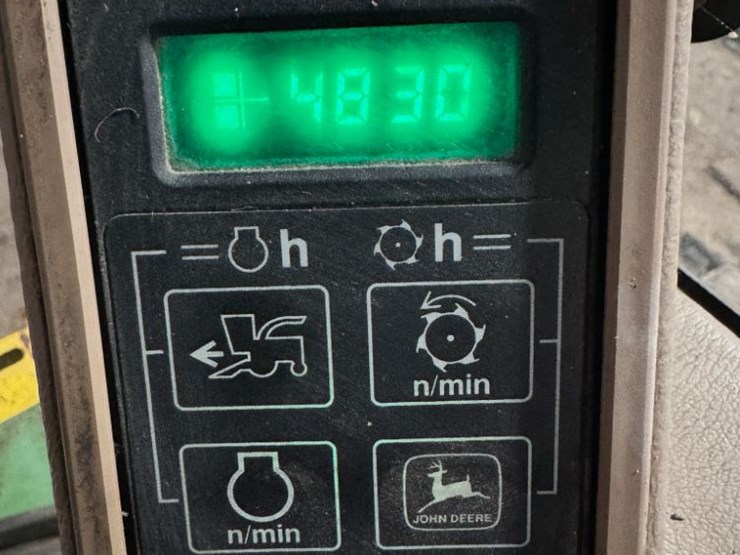 4830
= h h =
n/min
n/min
JOHN DEERE